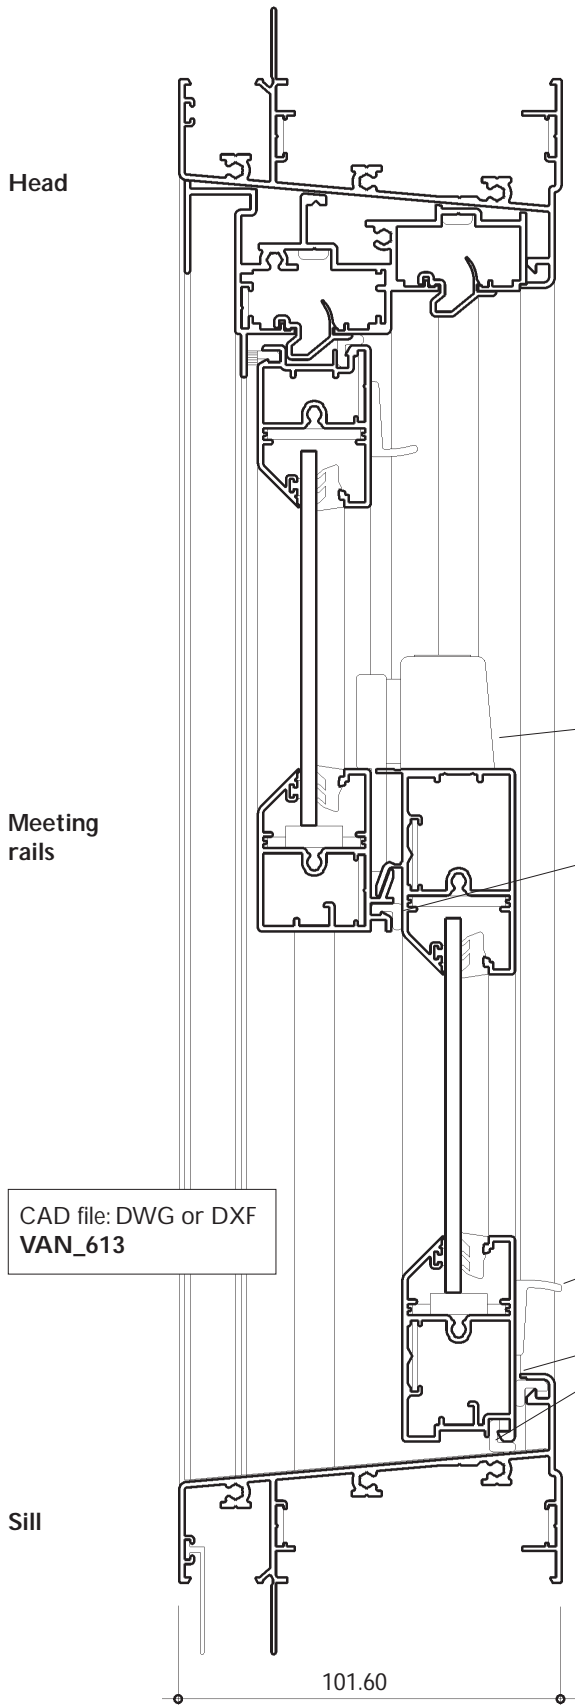 Head
Meeting
rails
CAD file: DWG or DXF
VAN_613
Sill
101.60